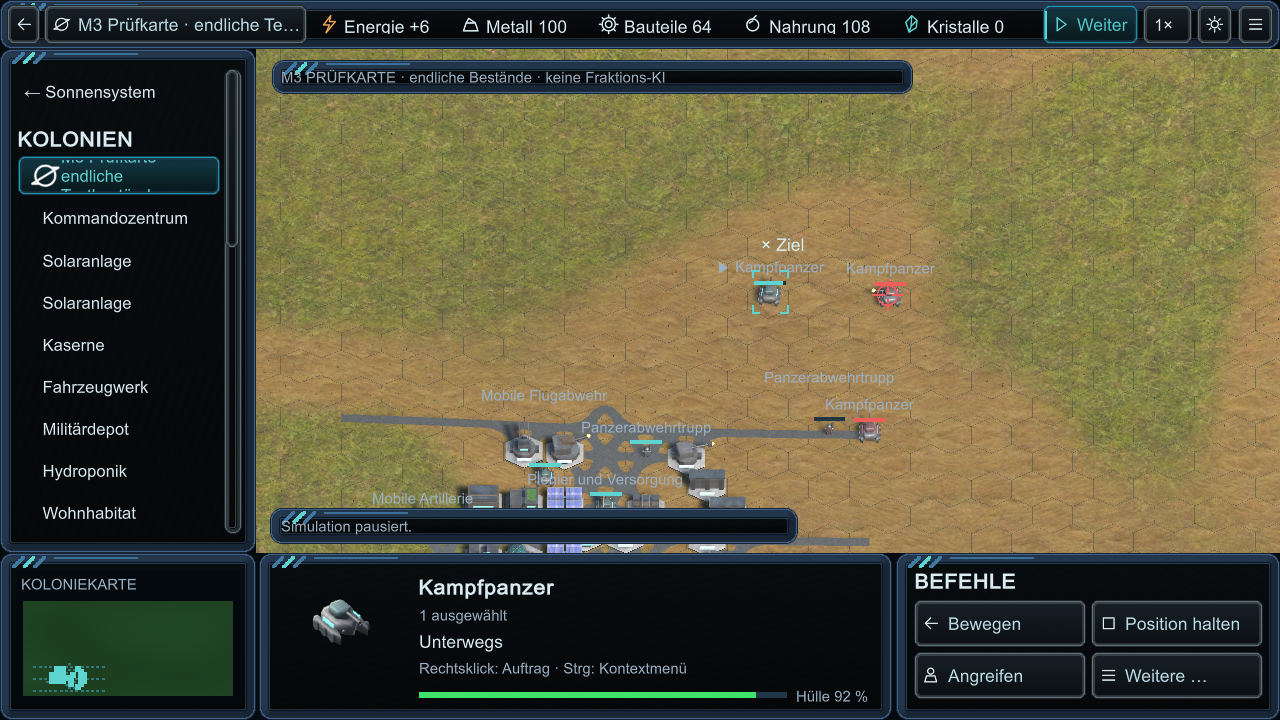 M3 Prüfkarte · endliche Te…
Energie +6
Metall 100
Bauteile 64
Nahrung 108
Kristalle 0
Weiter
1×
← Sonnensystem
KOLONIEN
M3 Prüfkarte
endliche
Kommandozentrum
Solaranlage
Solaranlage
Kaserne
Fahrzeugwerk
Militärdepot
Hydroponik
Wohnhabitat
M3 PRÜFKARTE · endliche Bestände · keine Fraktions-KI
× Ziel
Kampfpanzer
Kampfpanzer
Panzerabwehrtrupp
Mobile Flugabwehr
Kampfpanzer
Panzerabwehrtrupp
Pionier und Versorgung
Mobile Artillerie
Simulation pausiert.
KOLONIEKARTE
Kampfpanzer
1 ausgewählt
Unterwegs
Rechtsklick: Auftrag · Strg: Kontextmenü
Hülle 92 %
BEFEHLE
Bewegen
Position halten
Angreifen
Weitere …